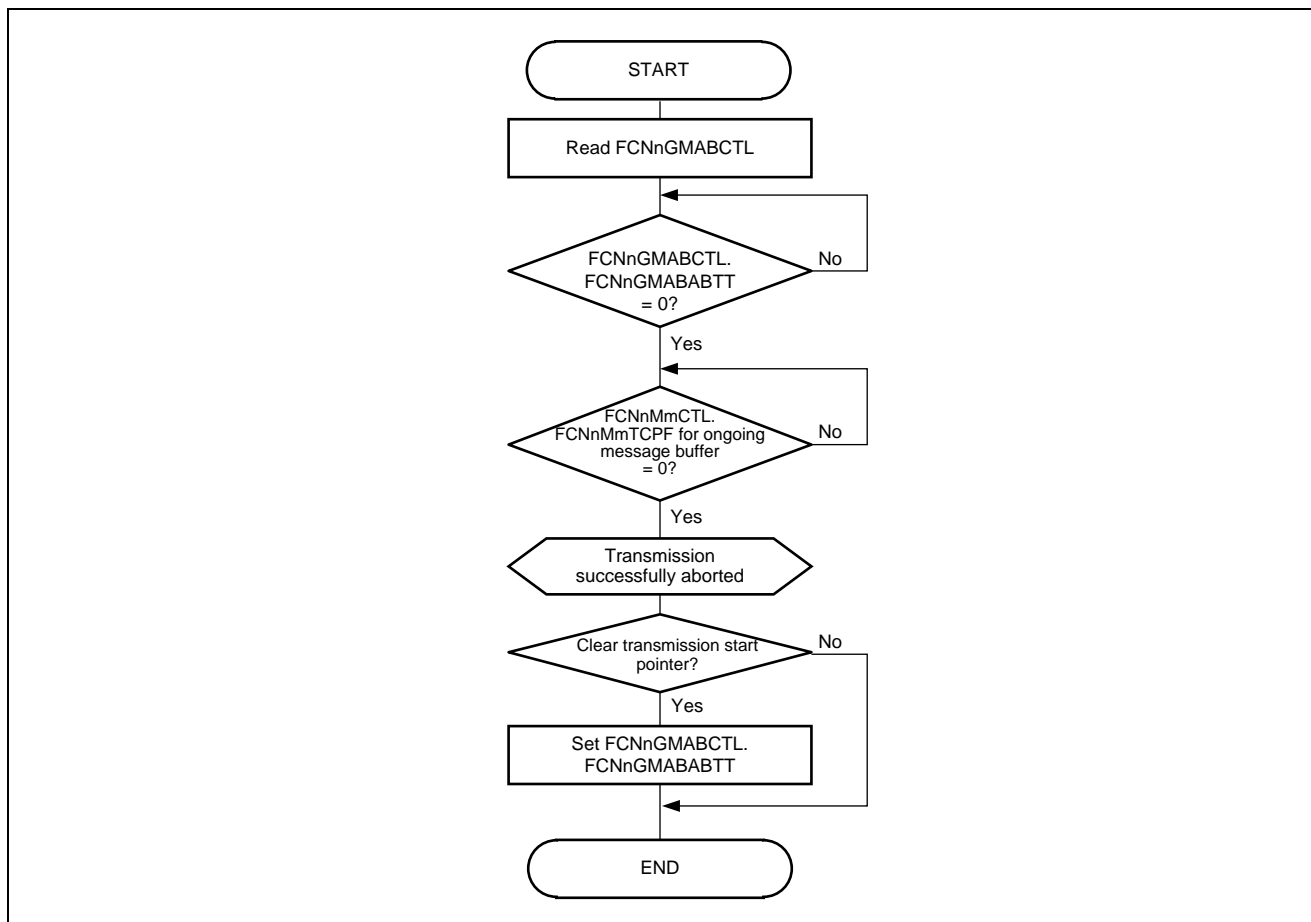 START
Read FCNnGMABCTL
FCNnGMABCTL.
FCNnGMABABTT
= 0?
No
Yes
FCNnMmCTL.
FCNnMmTCPF for ongoing
message buffer
= 0?
No
Yes
Transmission
successfully aborted
Clear transmission start
pointer?
No
Yes
Set FCNnGMABCTL.
FCNnGMABABTT
END